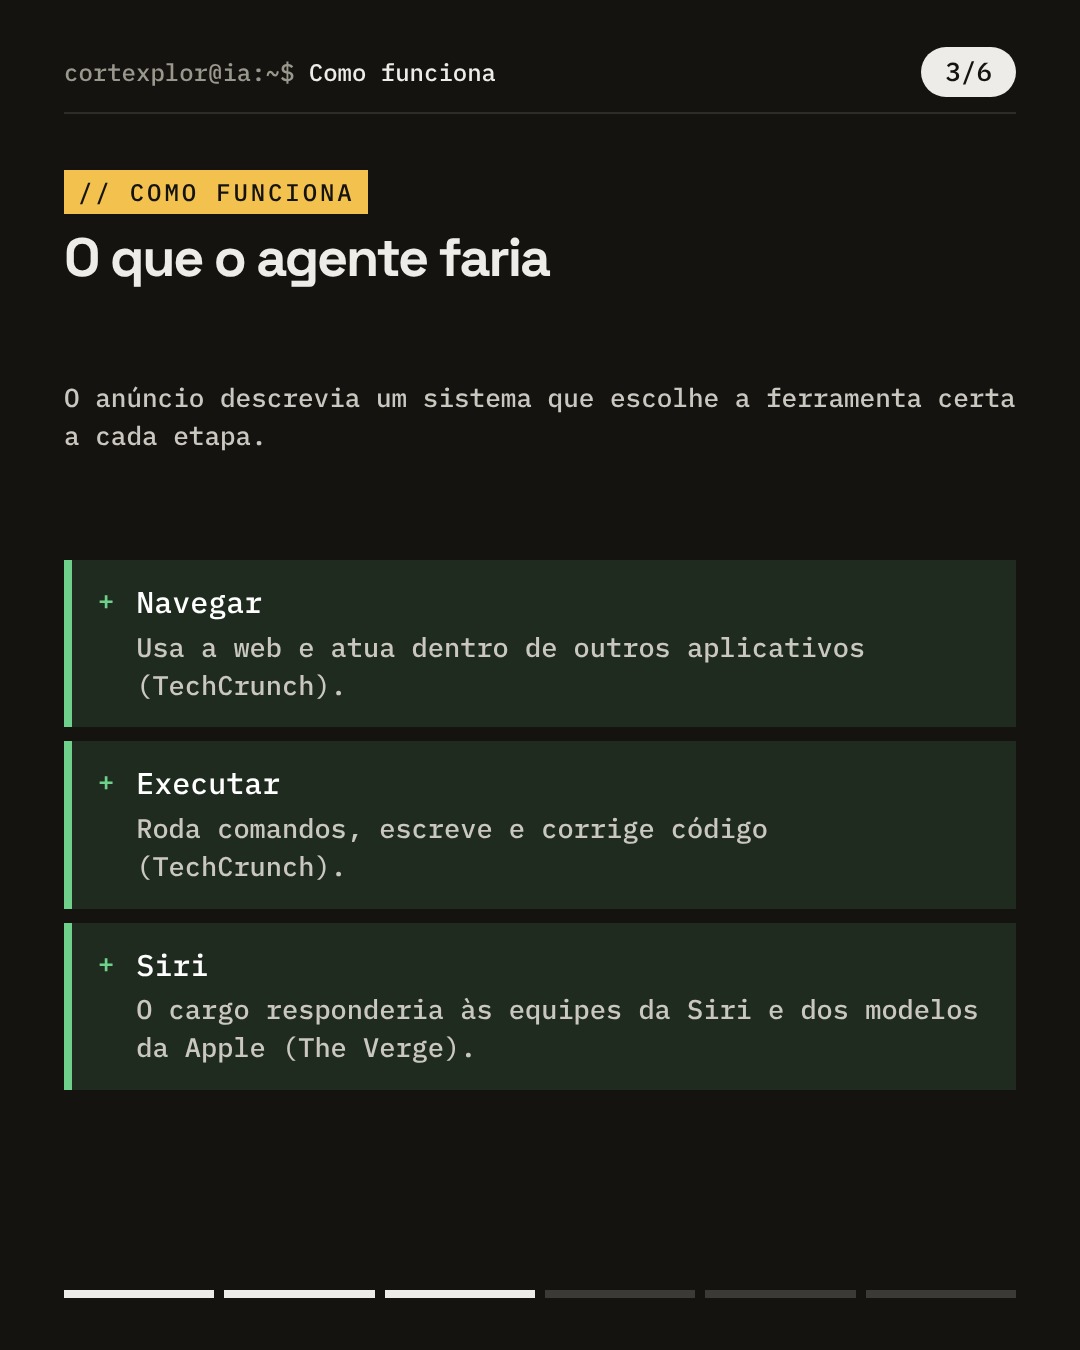 cortexplor@ia:~$ Como funciona
3/6
// COMO FUNCIONA
O que o agente faria
O anúncio descrevia um sistema que escolhe a ferramenta certa
a cada etapa.
+ Navegar
Usa a web e atua dentro de outros aplicativos
(TechCrunch).
+ Executar
Roda comandos, escreve e corrige código
(TechCrunch).
+ Siri
O cargo responderia às equipes da Siri e dos modelos
da Apple (The Verge).